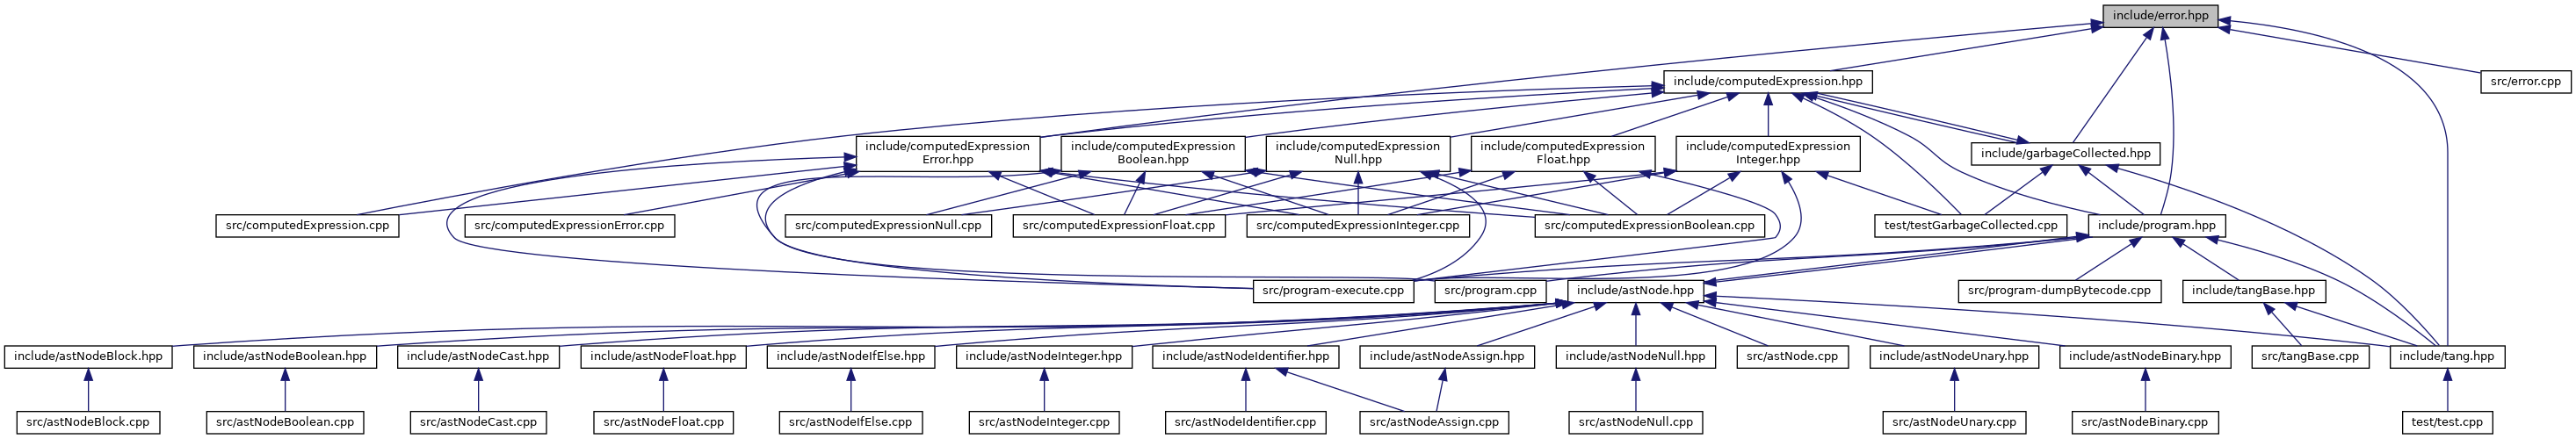 include/error.hpp
include/computedExpression.hpp
src/error.cpp
include/computedExpression
Error.hpp
include/computedExpression
Boolean.hpp
include/computedExpression
Null.hpp
include/computedExpression
Float.hpp
include/computedExpression
Integer.hpp
include/garbageCollected.hpp
src/computedExpression.cpp
src/computedExpressionError.cpp
src/computedExpressionNull.cpp
src/computedExpressionFloat.cpp
src/computedExpressionInteger.cpp
src/computedExpressionBoolean.cpp
test/testGarbageCollected.cpp
include/program.hpp
src/program-execute.cpp
src/program.cpp
include/astNode.hpp
src/program-dumpBytecode.cpp
include/tangBase.hpp
include/astNodeBlock.hpp
include/astNodeBoolean.hpp
include/astNodeCast.hpp
include/astNodeFloat.hpp
include/astNodeIfElse.hpp
include/astNodeInteger.hpp
include/astNodeIdentifier.hpp
include/astNodeAssign.hpp
include/astNodeNull.hpp
src/astNode.cpp
include/astNodeUnary.hpp
include/astNodeBinary.hpp
src/tangBase.cpp
include/tang.hpp
src/astNodeBlock.cpp
src/astNodeBoolean.cpp
src/astNodeCast.cpp
src/astNodeFloat.cpp
src/astNodeIfElse.cpp
src/astNodeInteger.cpp
src/astNodeIdentifier.cpp
src/astNodeAssign.cpp
src/astNodeNull.cpp
src/astNodeUnary.cpp
src/astNodeBinary.cpp
test/test.cpp